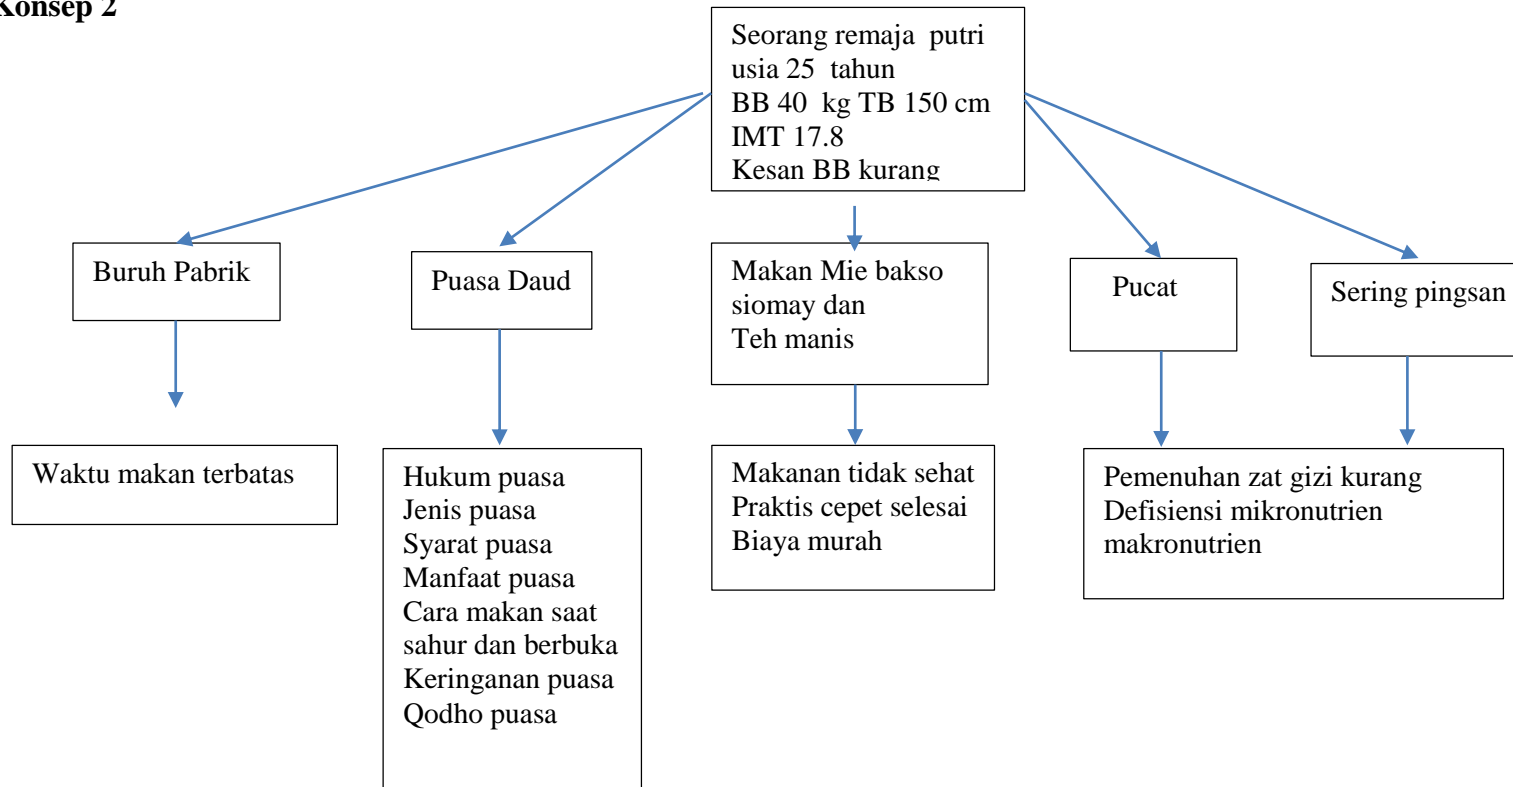 Konsep 2
Seorang remaja putri
usia 25 tahun
BB 40 kg TB 150 cm
IMT 17.8
Kesan BB kurang
Buruh Pabrik
Puasa Daud
Makan Mie bakso
siomay dan
Teh manis
Pucat
Sering pingsan
Waktu makan terbatas
Hukum puasa
Jenis puasa
Syarat puasa
Manfaat puasa
Cara makan saat
sahur dan berbuka
Keringanan puasa
Qodho puasa
Makanan tidak sehat
Praktis cepet selesai
Biaya murah
Pemenuhan zat gizi kurang
Defisiensi mikronutrien
makronutrien